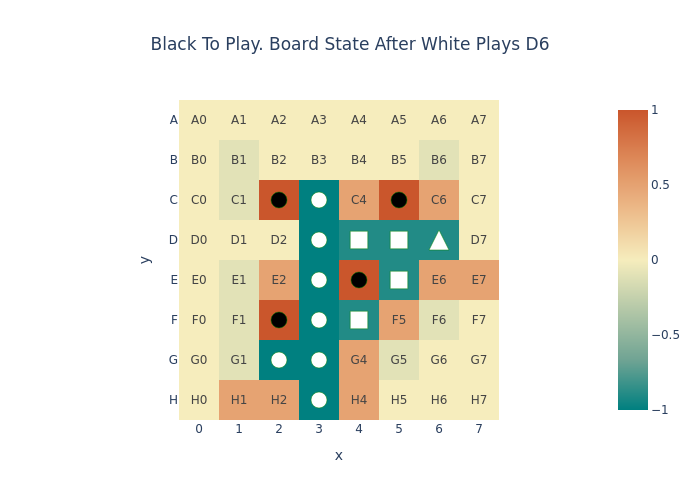 Black To Play. Board State After White Plays D6
A A0 A1 A2 A3 A4 A5 A6 A7
B B0 B1 B2 B3 B4 B5 B6 B7
C C0 C1 C4 C6 C7
D D0 D1 D2 D7
E E0 E1 E2 E6 E7
F F0 F1 F5 F6 F7
G G0 G1 G4 G5 G6 G7
H H0 H1 H2 H4 H5 H6 H7
0 1 2 3 4 5 6 7
x
y
1
0.5
0
−0.5
−1